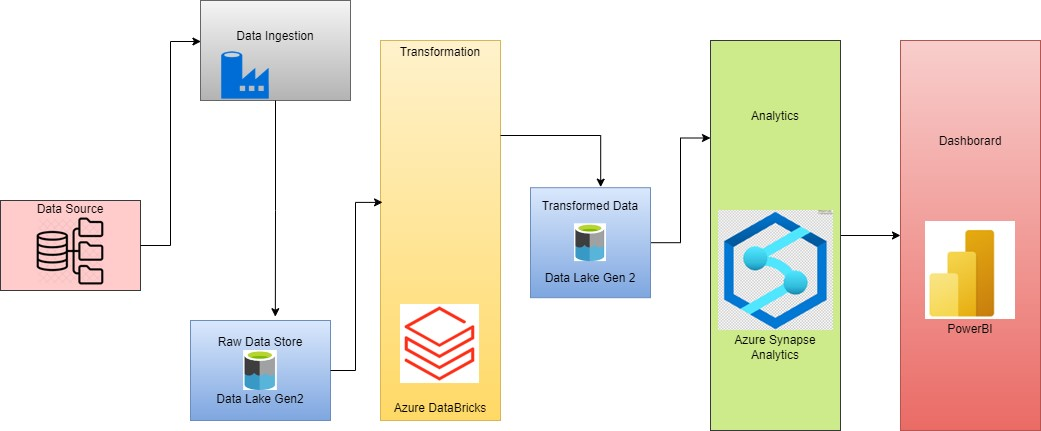 Data Ingestion
Data Source
Raw Data Store
Data Lake Gen2
Transformation
Azure DataBricks
Transformed Data
Data Lake Gen 2
Analytics
Azure Synapse
Analytics
Dashborard
PowerBI